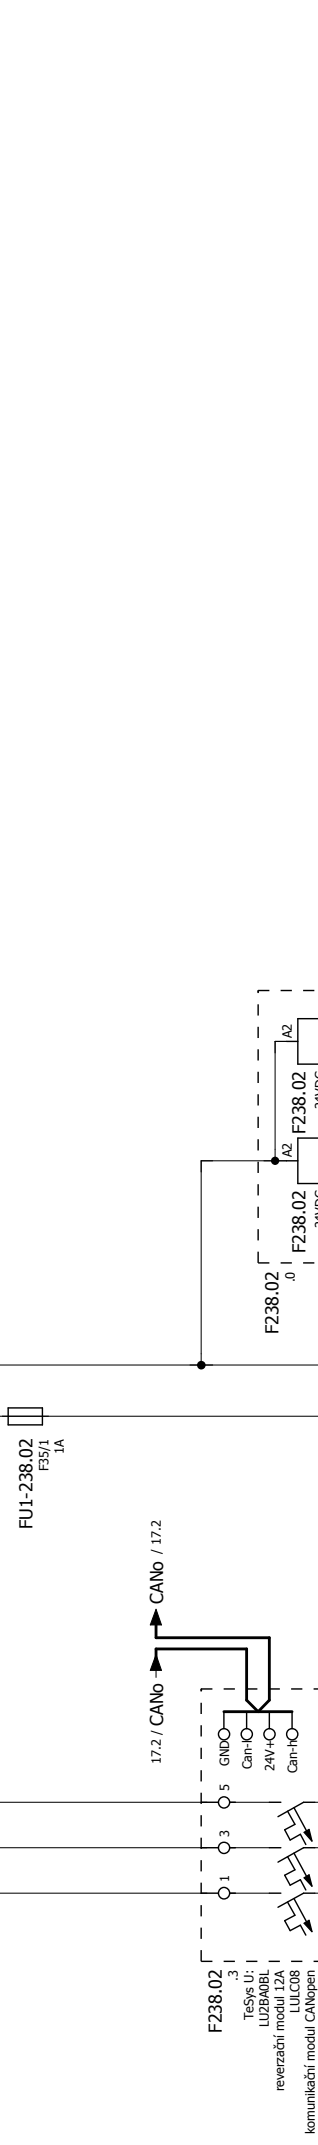 FU1-238.02
F35/1
1A
17.2 / CANo
CANo / 17.2
F238.02
.3
TeSys U:
LU2BA0BL
reverzační modul 12A
LULC08
komunikační modul CANopen
1
3
5
GND
Can-l
24V+
Can-h
F238.02
.0
F238.02
24VDC
A2
F238.02
24VDC
A2